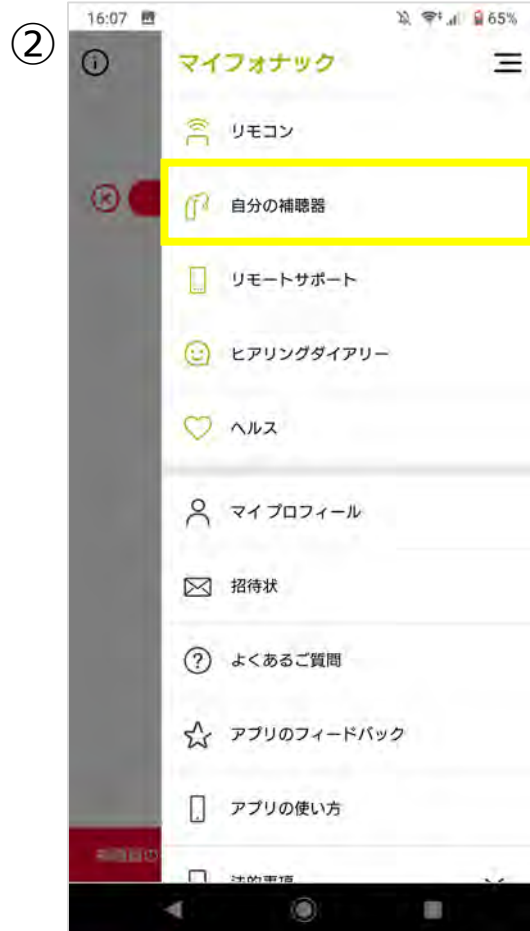 ②
16:07
65%
マイフォナック
リモコン
自分の補聴器
リモートサポート
ヒアリングダイアリー
ヘルス
マイ プロフィール
招待状
よくあるご質問
アプリのフィードバック
アプリの使い方
法的事項